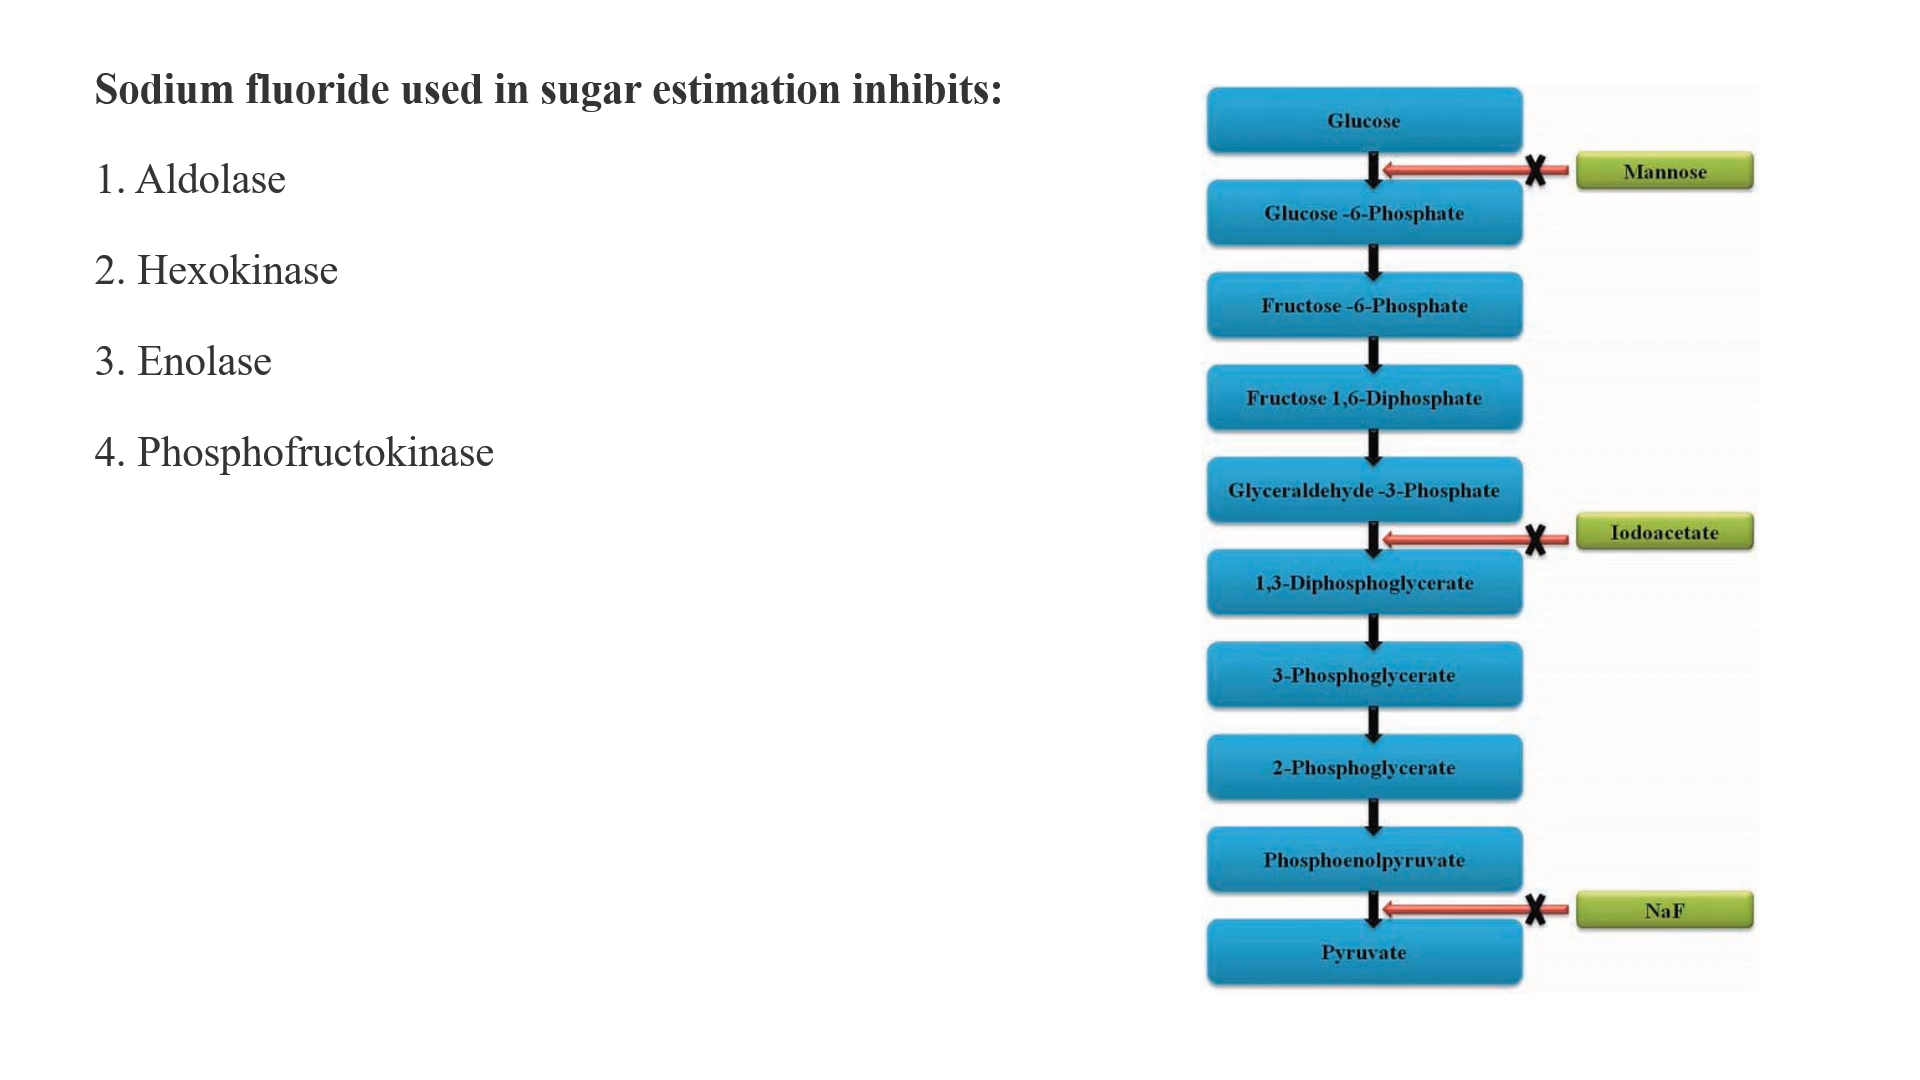 Sodium fluoride used in sugar estimation inhibits:
1. Aldolase
2. Hexokinase
3. Enolase
4. Phosphofructokinase
Glucose
Mannose
Glucose -6-Phosphate
Fructose -6-Phosphate
Fructose 1,6-Diphosphate
Glyceraldehyde -3-Phosphate
Iodoacetate
1,3-Diphosphoglycerate
3-Phosphoglycerate
2-Phosphoglycerate
Phosphoenolpyruvate
NaF
Pyruvate